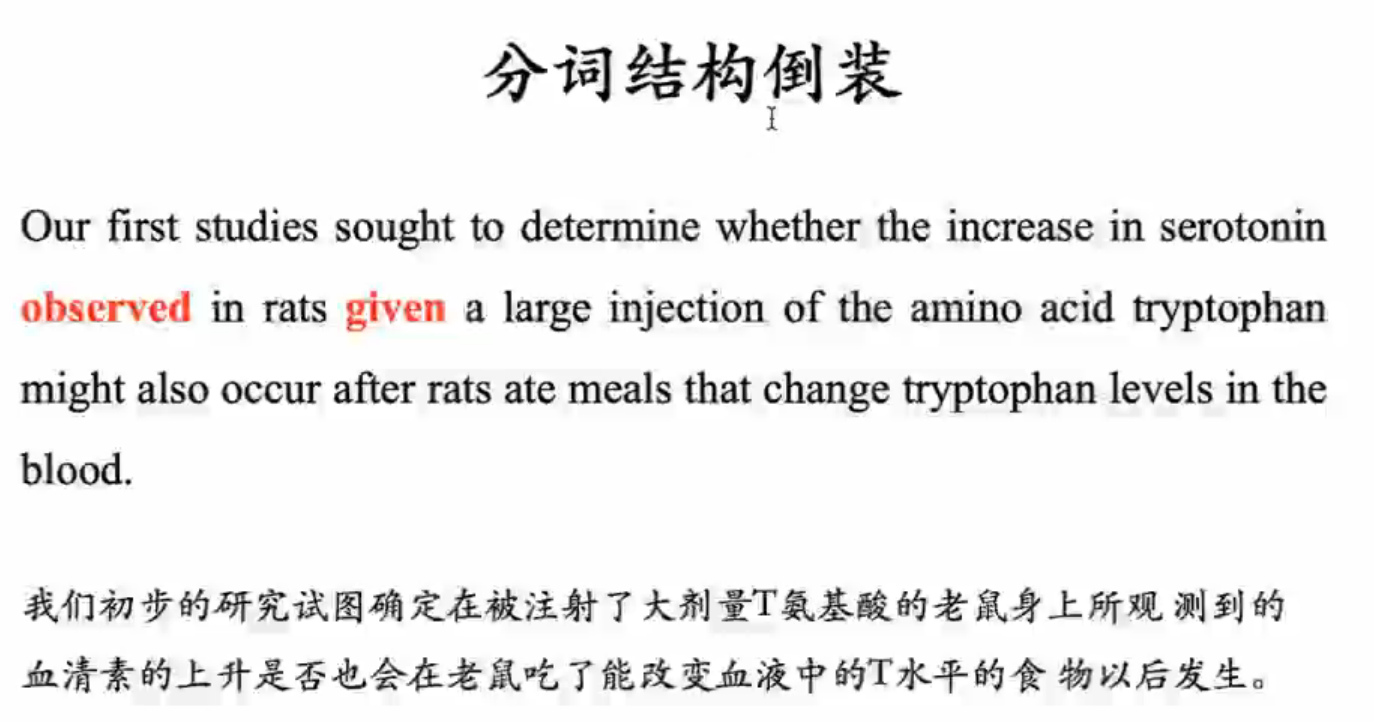 分词结构倒装
Our first studies sought to determine whether the increase in serotonin
observed in rats given a large injection of the amino acid tryptophan
might also occur after rats ate meals that change tryptophan levels in the
blood.
我们初步的研究试图确定在被注射了大剂量T氨基酸的老鼠身上所观 测到的
血清素的上升是否也会在老鼠吃了能改变血液中的T水平的食 物以后发生。